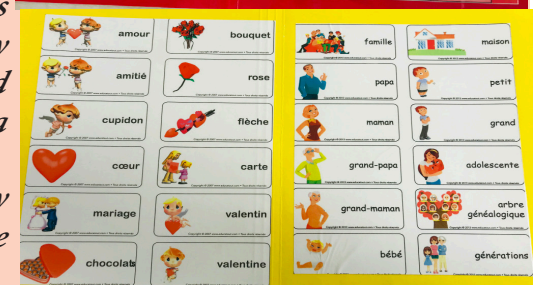 s
y
d
a
y
e
amour
bouquet
amitié
rose
cupidon
flèche
cœur
carte
mariage
valentin
chocolats
valentine
famille
maison
papa
petit
maman
grand
grand-papa
adolescente
grand-maman
arbre
généalogique
bébé
générations